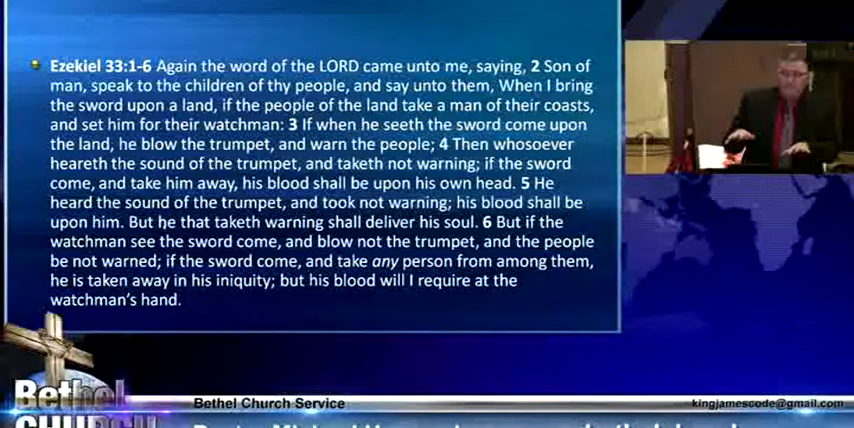 Ezekiel 33:1-6 Again the word of the LORD came unto me, saying, 2 Son of
man, speak to the children of thy people, and say unto them, When I bring
the sword upon a land, if the people of the land take a man of their coasts,
and set him for their watchman: 3 If when he seeth the sword come upon
the land, he blow the trumpet, and warn the people; 4 Then whosoever
heareth the sound of the trumpet, and taketh not warning; if the sword
come, and take him away, his blood shall be upon his own head. 5 He
heard the sound of the trumpet, and took not warning; his blood shall be
upon him. But he that taketh warning shall deliver his soul. 6 But if the
watchman see the sword come, and blow not the trumpet, and the people
be not warned; if the sword come, and take any person from among them,
he is taken away in his iniquity; but his blood will I require at the
watchman's hand.
Bethel
CHURCH
Bethel Church Service
kingjamescode@gmail.com